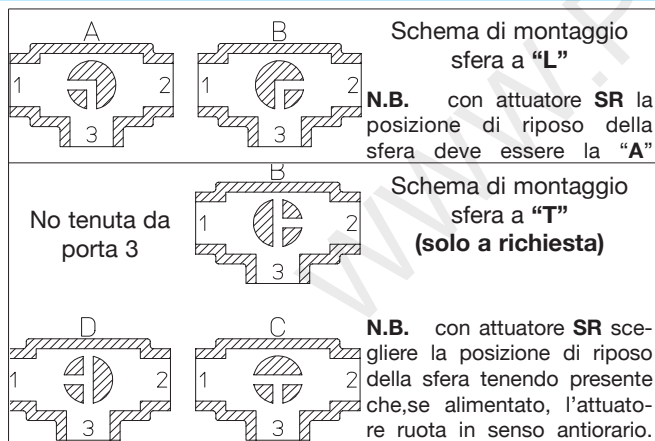 A
B
Schema di montaggio
sfera a “L”
1
2
1
2
3
3
N.B. con attuatore SR la
posizione di riposo della
sfera deve essere la “A”
B
Schema di montaggio
sfera a “T”
(solo a richiesta)
No tenuta da
porta 3
1
2
3
D
C
1
2
1
2
3
3
N.B. con attuatore SR sce-
gliere la posizione di riposo
della sfera tenendo presente
che,se alimentato, l’attuato-
re ruota in senso antiorario.